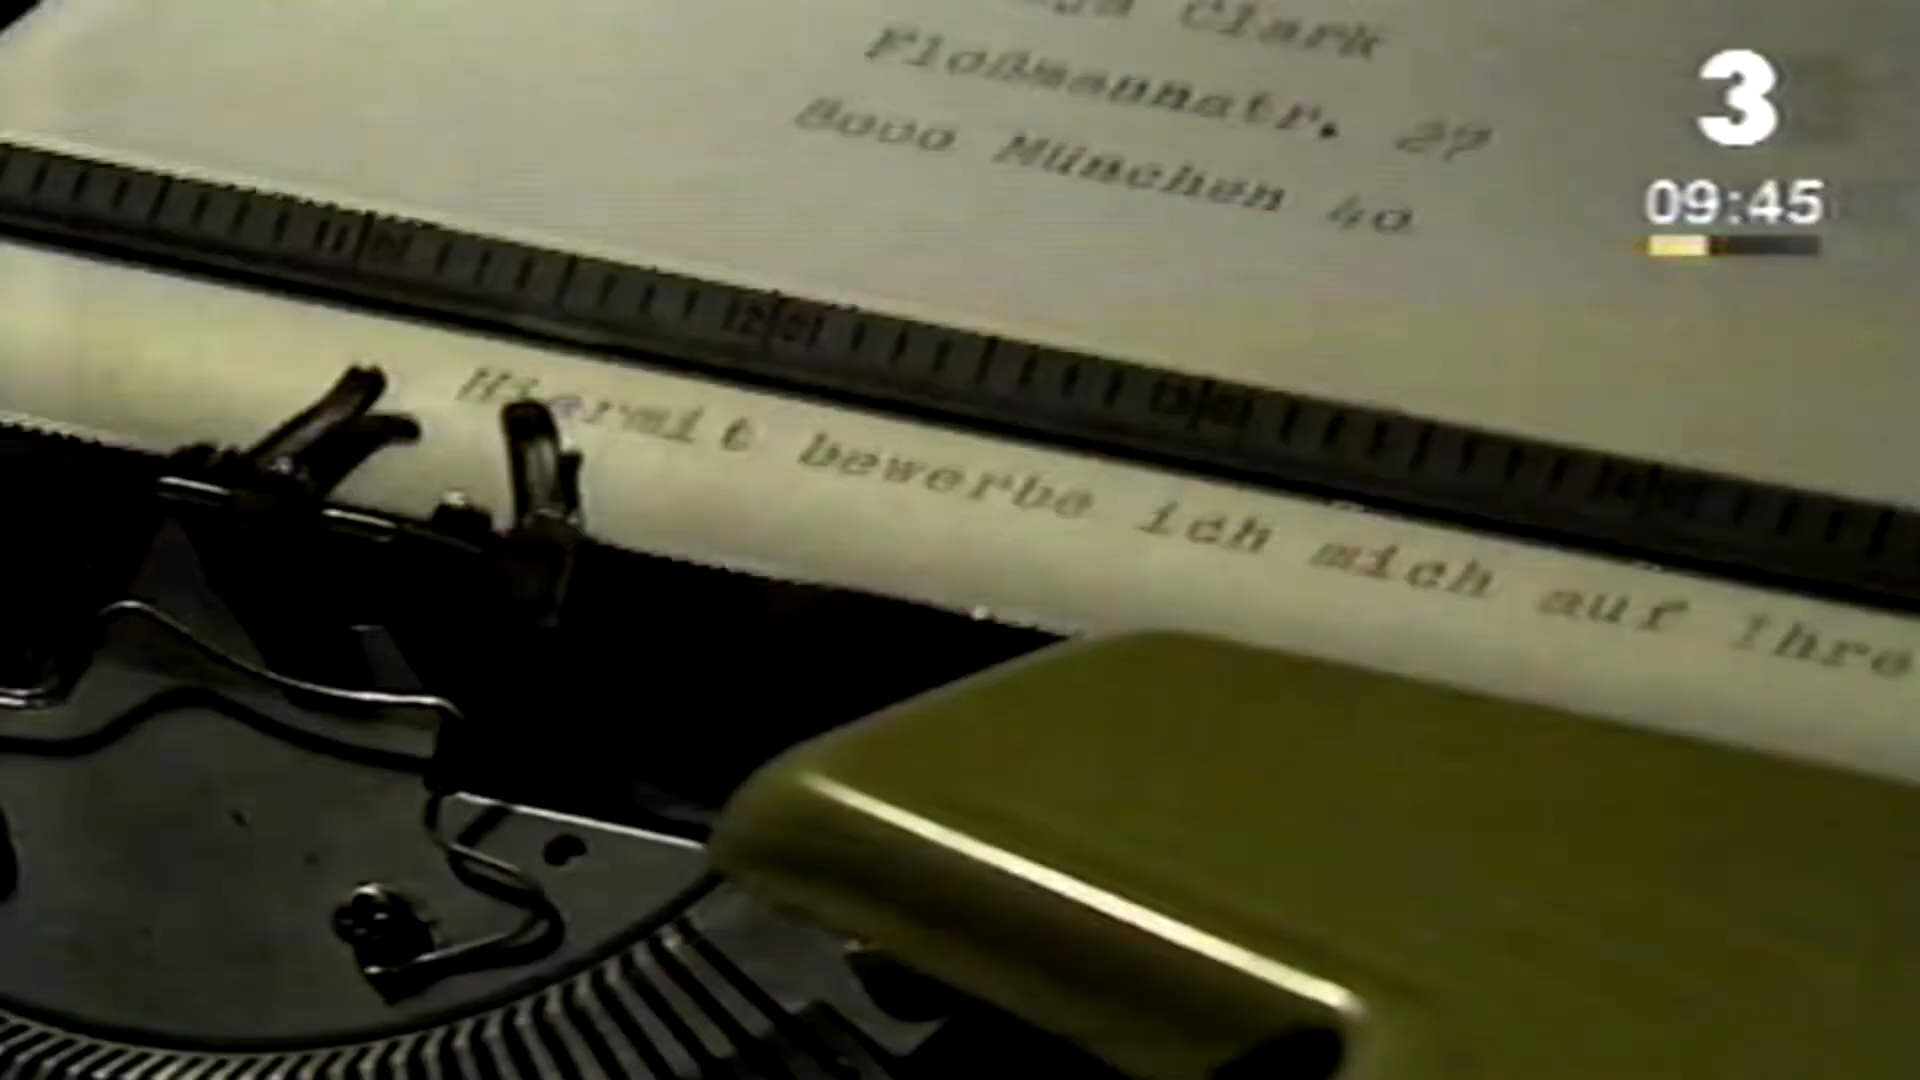 Clark
Floßmannstr. 27
8000 München 40
3
09:45
Hiermit bewerbe ich mich auf Ihre